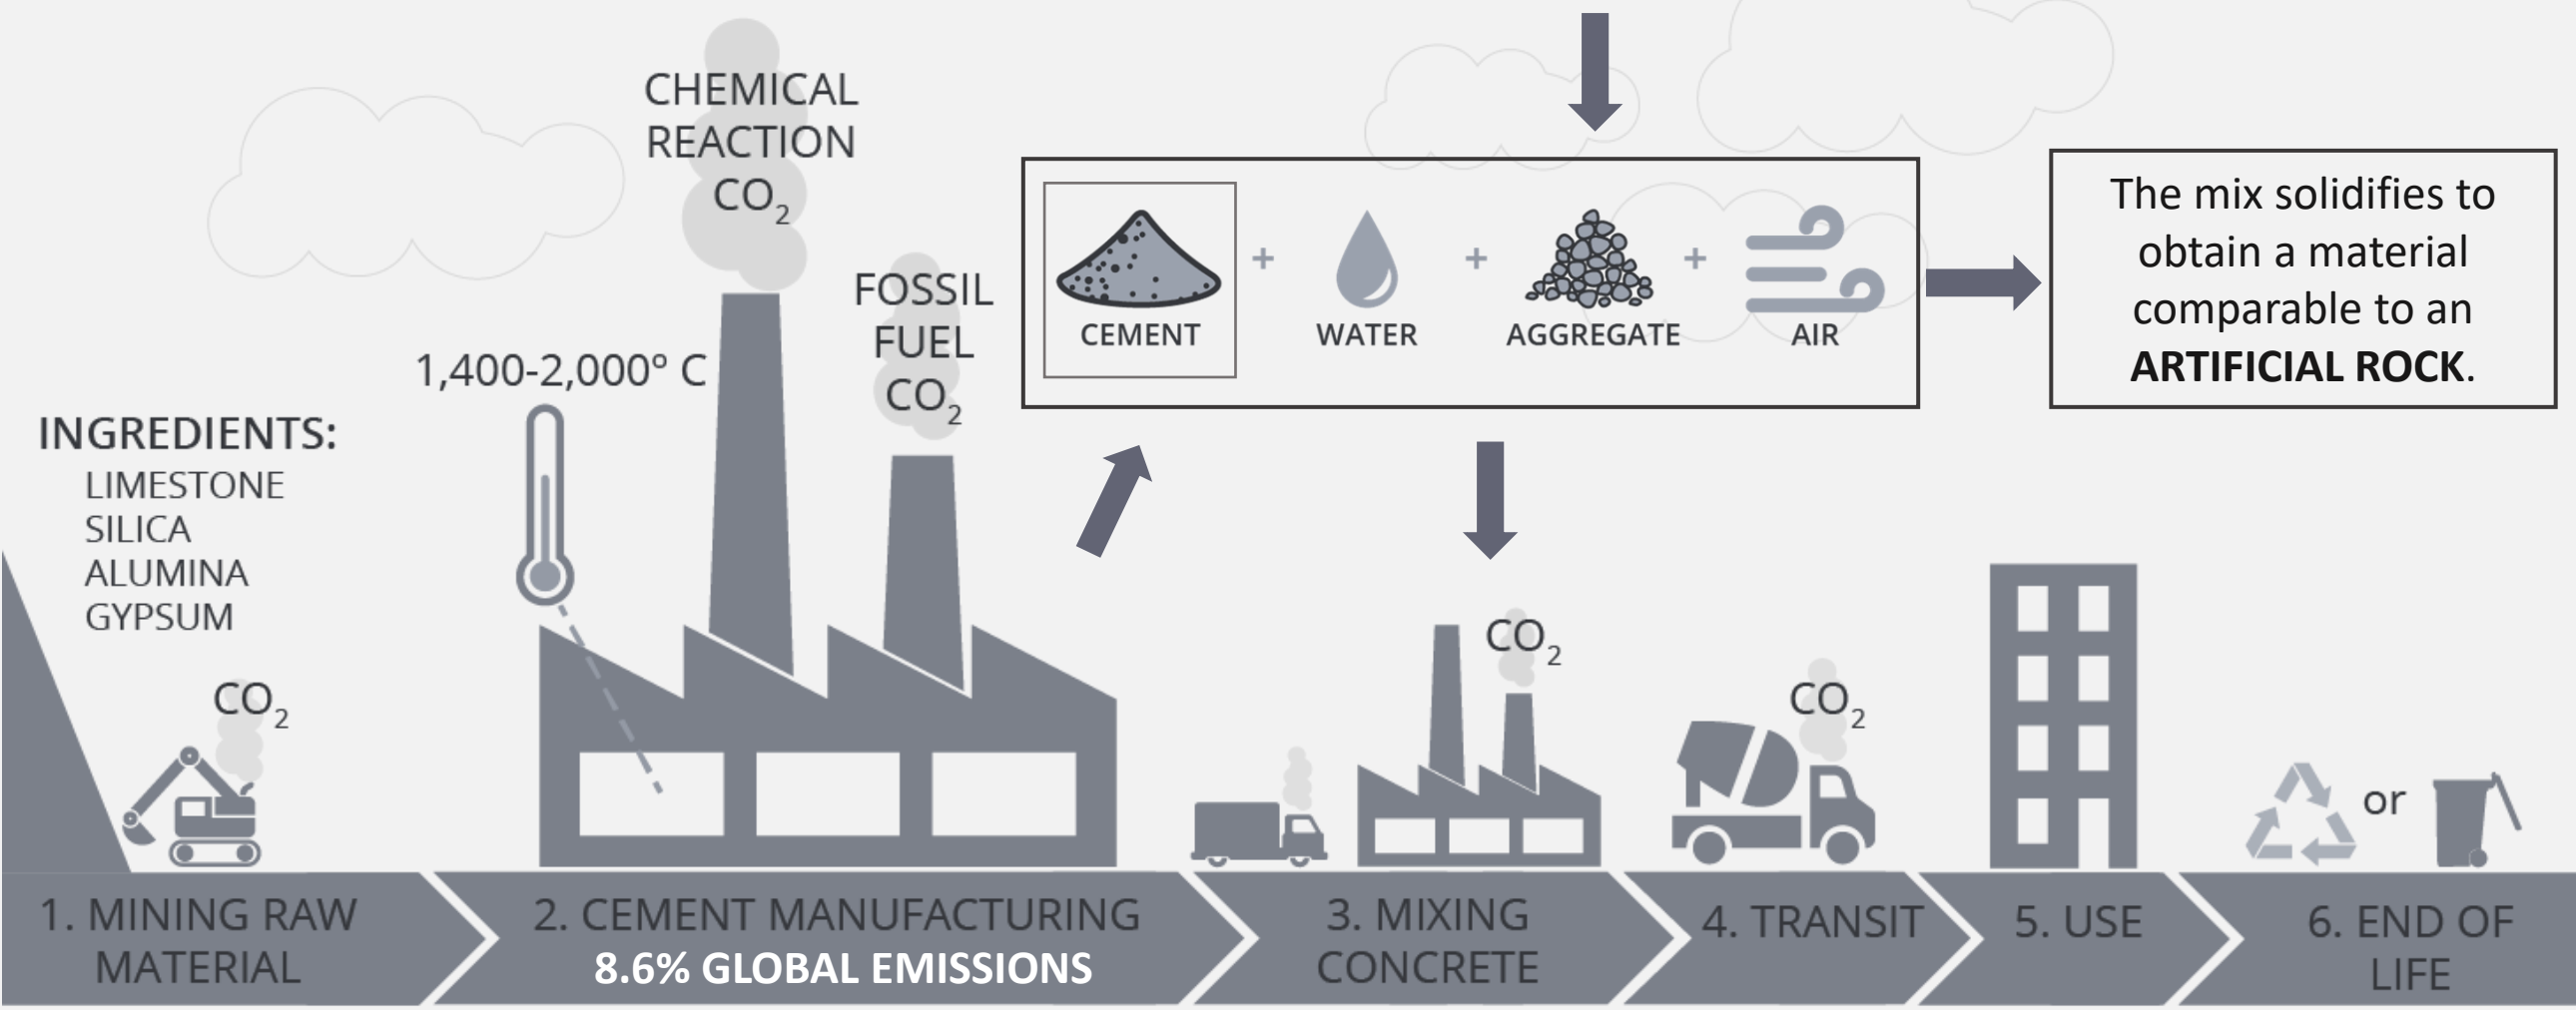 CHEMICAL
REACTION
CO₂
FOSSIL
FUEL
CO₂
1,400-2,000º C
INGREDIENTS:
LIMESTONE
SILICA
ALUMINA
GYPSUM
CO₂
CEMENT + WATER + AGGREGATE + AIR
The mix solidifies to
obtain a material
comparable to an
ARTIFICIAL ROCK.
CO₂
CO₂
or
1. MINING RAW
MATERIAL
2. CEMENT MANUFACTURING
8.6% GLOBAL EMISSIONS
3. MIXING
CONCRETE
4. TRANSIT
5. USE
6. END OF
LIFE